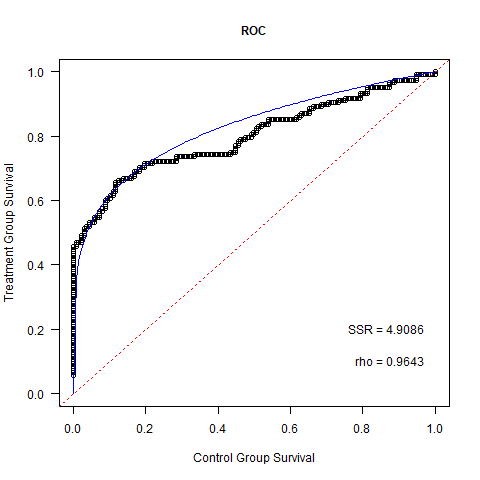 ROC
Treatment Group Survival
1.0
0.8
0.6
0.4
0.2
0.0
SSR = 4.9086
rho = 0.9643
0.0 0.2 0.4 0.6 0.8 1.0
Control Group Survival